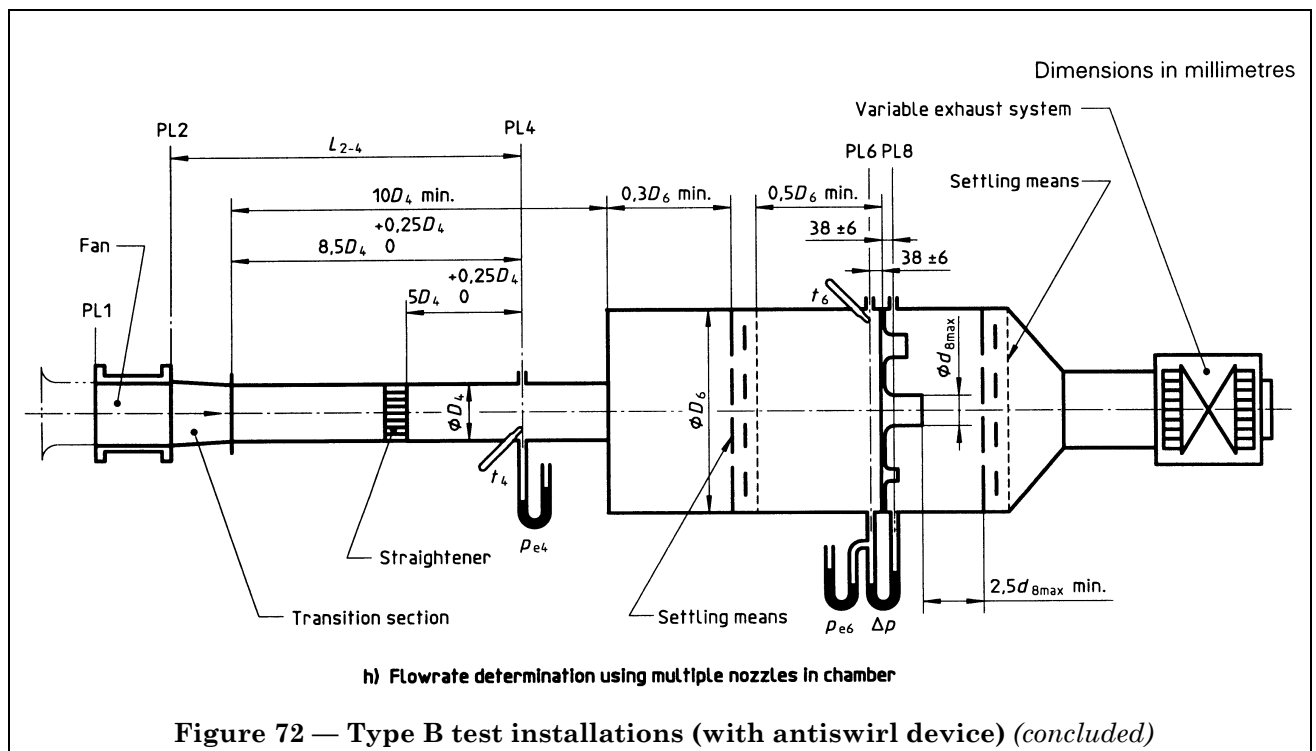 Dimensions in millimetres
Variable exhaust system
PL2
PL4
L2-4
PL6 PL8
Settling means
10D4 min.
0,3D6 min.
0,5D6 min.
+0,25D4
8,5D4 0
38 ±6
Fan
38 ±6
+0,25D4
5D4 0
t6
PL1
ϕd8max
ϕD4
ϕD6
t4
pe4
Straightener
2,5d8max min.
Transition section
Settling means
pe6 Δp
h) Flowrate determination using multiple nozzles in chamber
Figure 72 — Type B test installations (with antiswirl device) (concluded)